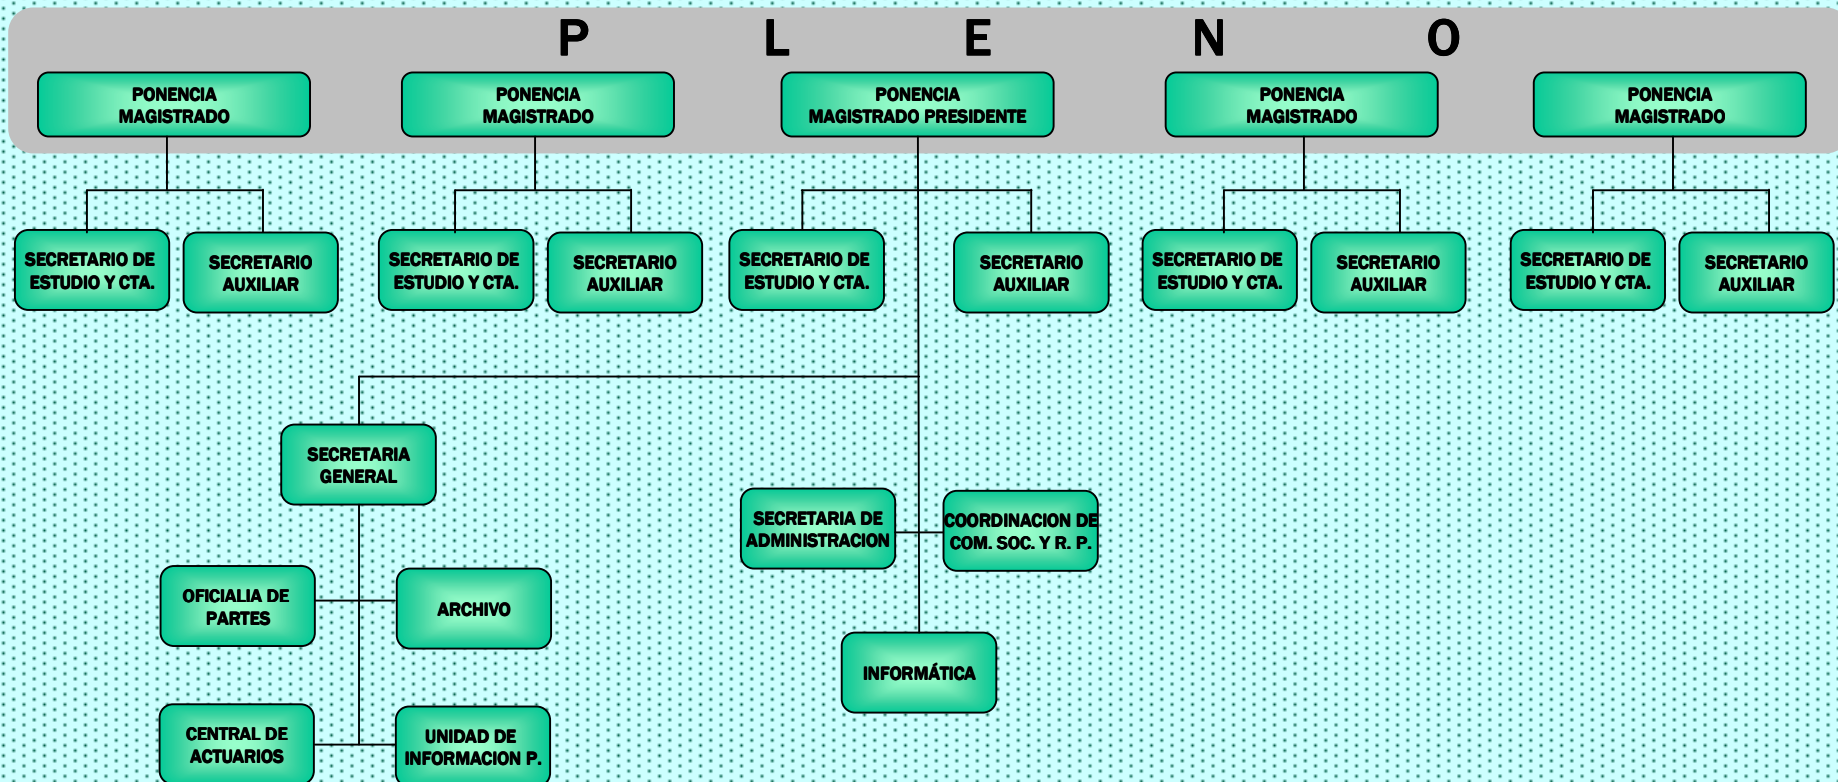 P L E N O
PONENCIA
MAGISTRADO
PONENCIA
MAGISTRADO
PONENCIA
MAGISTRADO PRESIDENTE
PONENCIA
MAGISTRADO
PONENCIA
MAGISTRADO
SECRETARIO DE
ESTUDIO Y CTA.
SECRETARIO
AUXILIAR
SECRETARIO DE
ESTUDIO Y CTA.
SECRETARIO
AUXILIAR
SECRETARIO DE
ESTUDIO Y CTA.
SECRETARIO
AUXILIAR
SECRETARIO DE
ESTUDIO Y CTA.
SECRETARIO
AUXILIAR
SECRETARIO DE
ESTUDIO Y CTA.
SECRETARIO
AUXILIAR
SECRETARIA
GENERAL
SECRETARIA DE
ADMINISTRACION
COORDINACION DE
COM. SOC. Y R. P.
OFICIALIA DE
PARTES
ARCHIVO
INFORMÁTICA
CENTRAL DE
ACTUARIOS
UNIDAD DE
INFORMACION P.